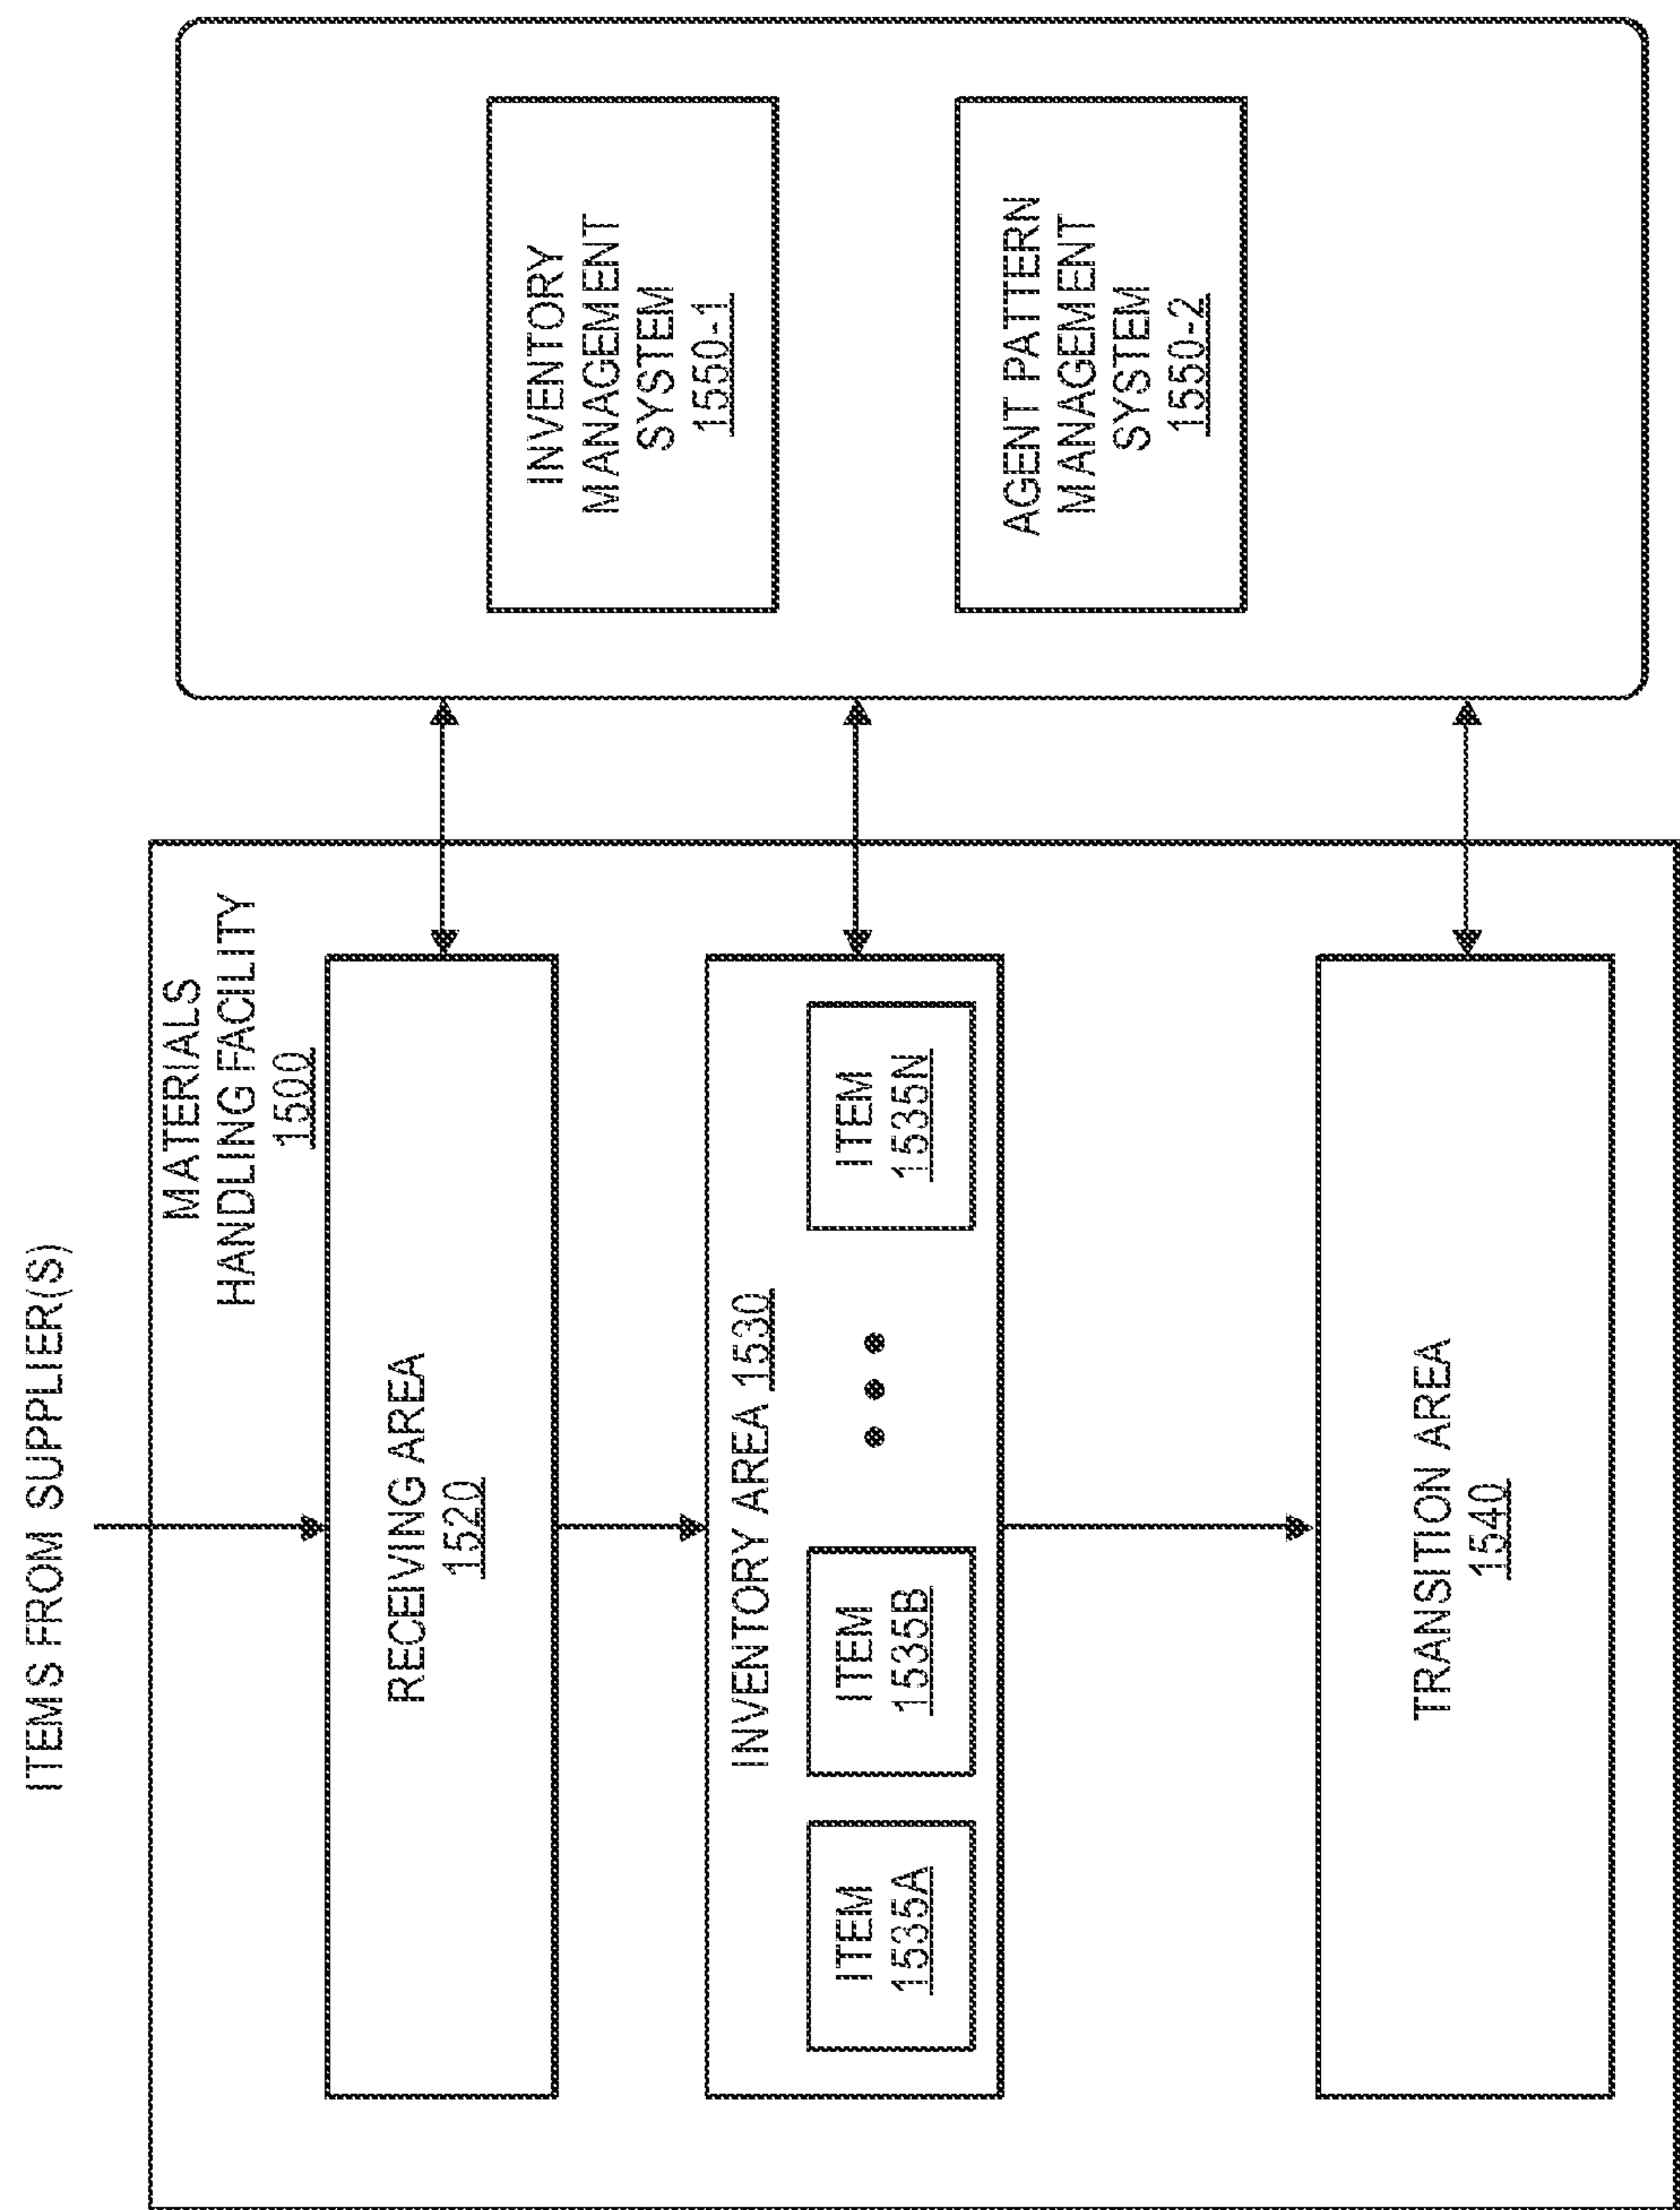 ITEMS FROM SUPPLIER(S)
MATERIALS
HANDLING FACILITY
1500
RECEIVING AREA
1520
INVENTORY AREA 1530
ITEM
1535A
ITEM
1535B
ITEM
1535N
TRANSITION AREA
1540
INVENTORY
MANAGEMENT
SYSTEM
1550-1
AGENT PATTERN
MANAGEMENT
SYSTEM
1550-2